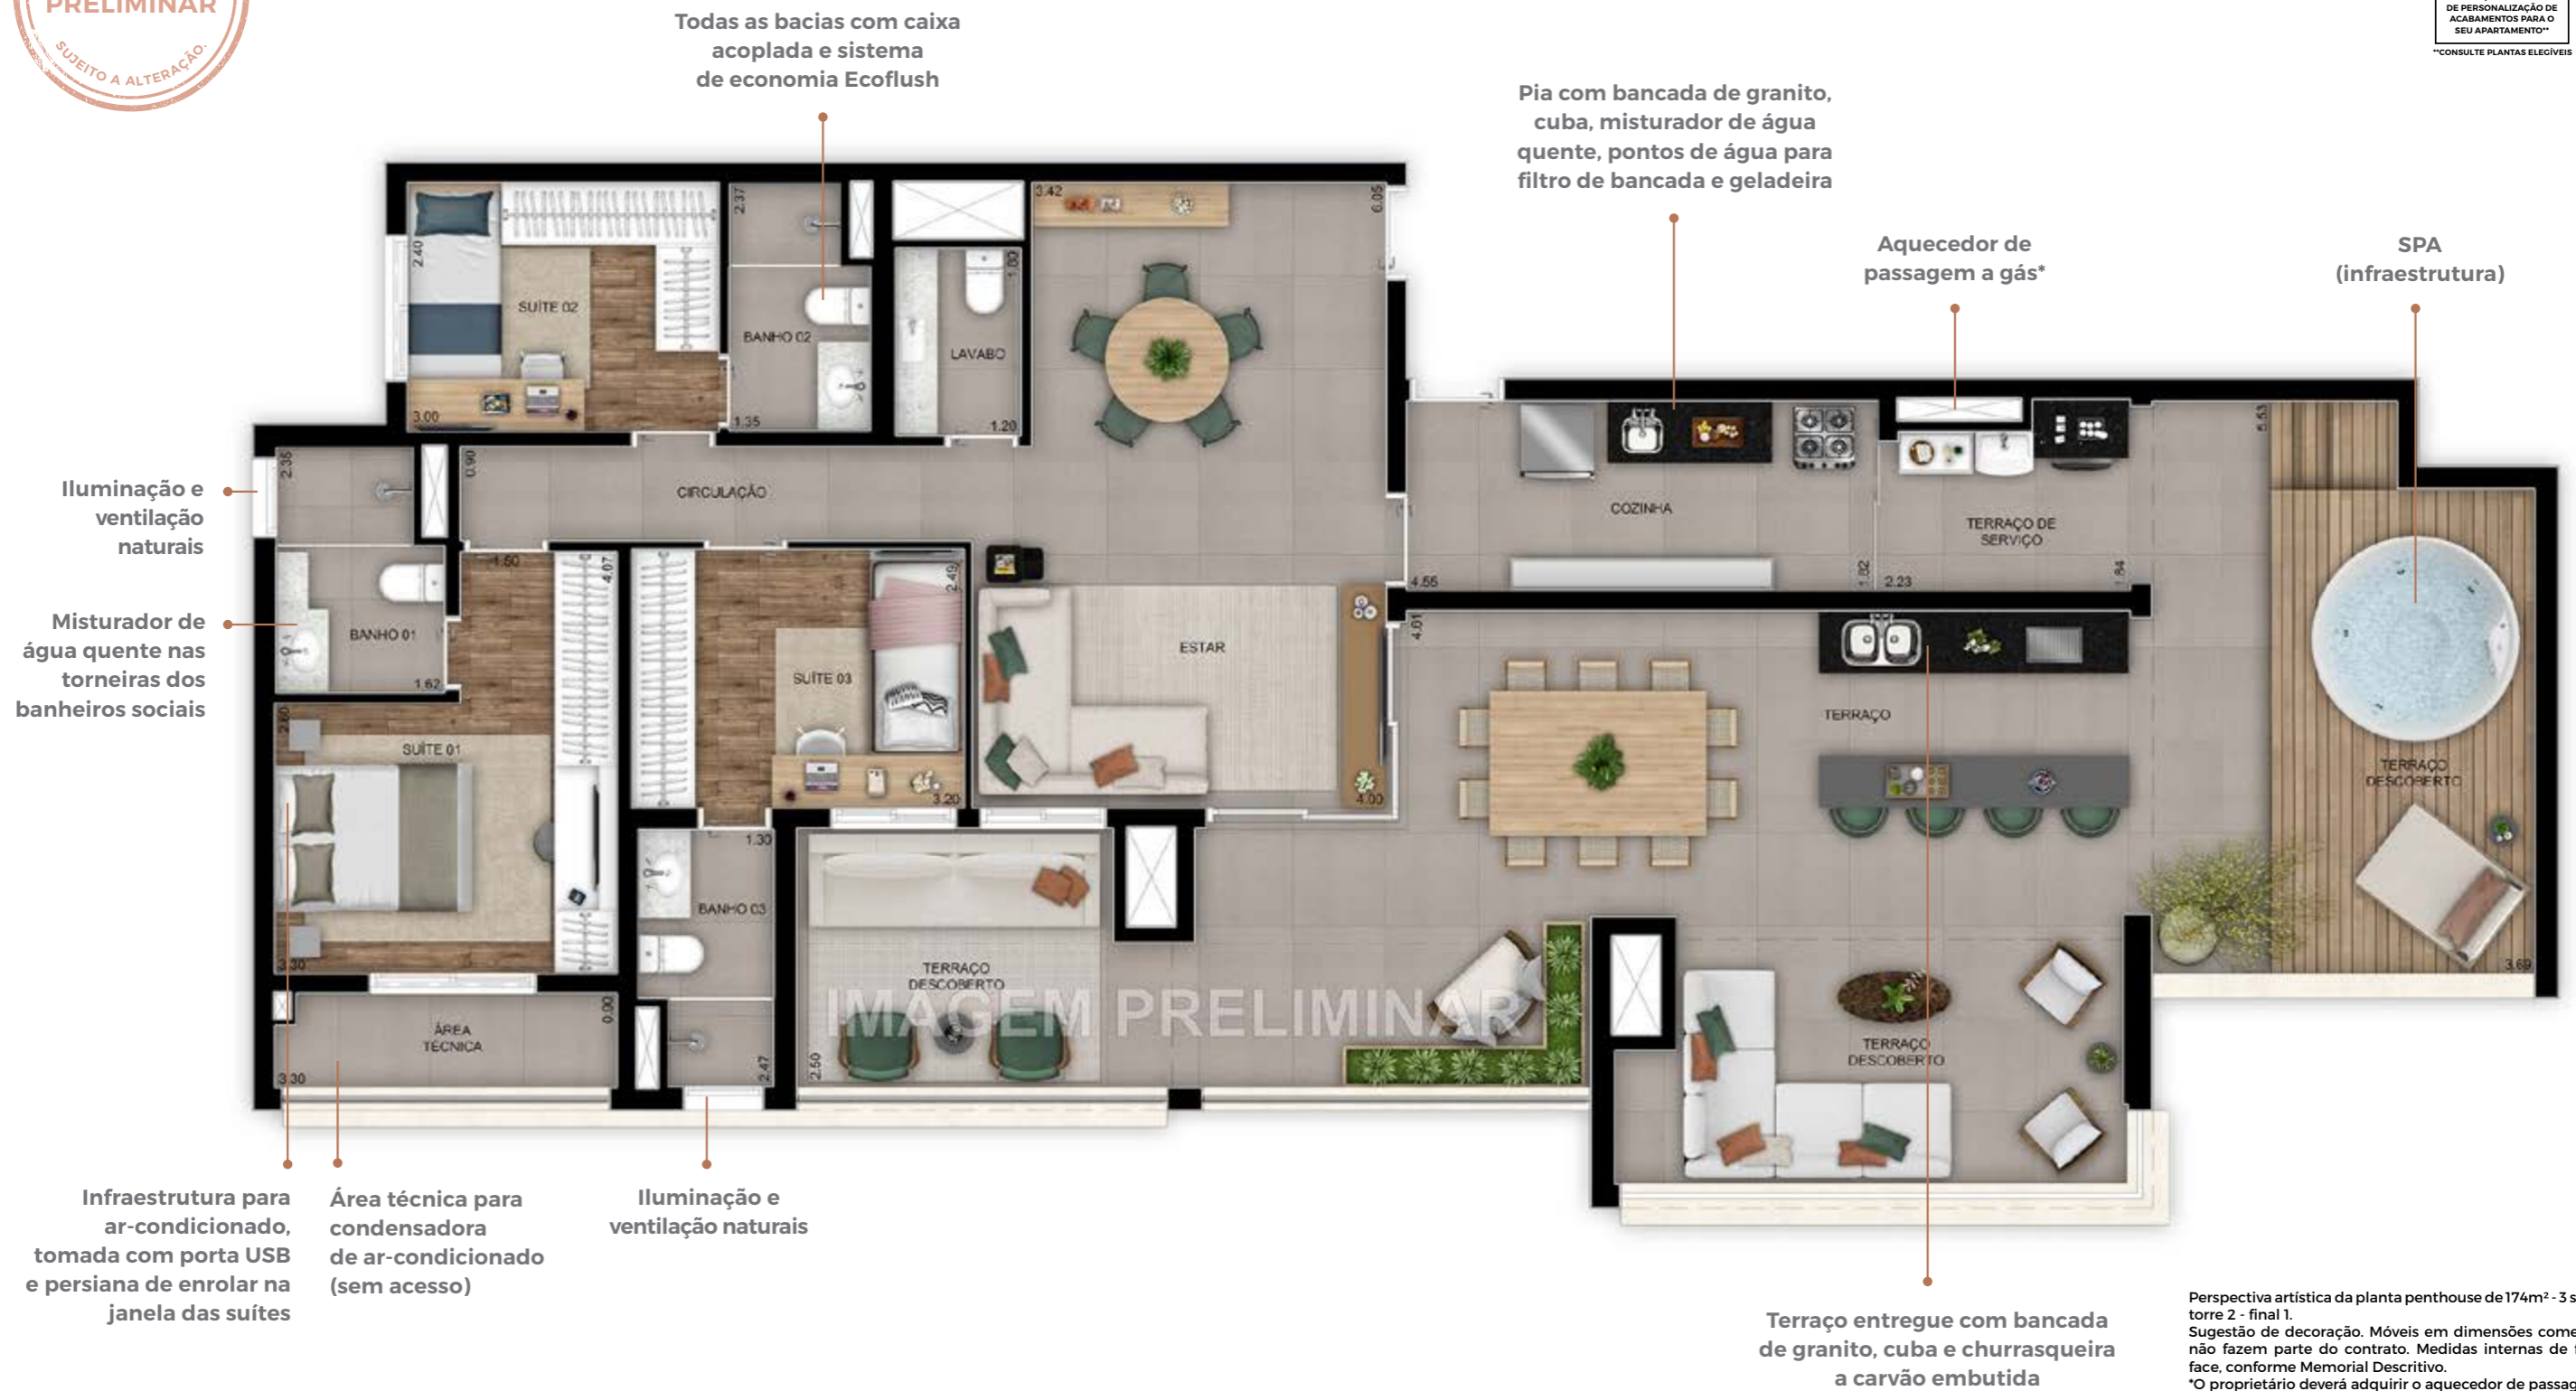 PRELIMINAR
SUJEITO A ALTERAÇÃO.
Todas as bacias com caixa
acoplada e sistema
de economia Ecoflush
DE PERSONALIZAÇÃO DE
ACABAMENTOS PARA O
SEU APARTAMENTO**
**CONSULTE PLANTAS ELEGÍVEIS
Pia com bancada de granito,
cuba, misturador de água
quente, pontos de água para
filtro de bancada e geladeira
Aquecedor de
passagem a gás*
SPA
(infraestrutura)
2.40
SUÍTE 02
3.00
2.37
BANHO 02
1.35
1.60
LAVABO
1.20
3.42
6.05
Iluminação e
ventilação
naturais
2.35
0.90
CIRCULAÇÃO
COZINHA
4.55
1.82
TERRAÇO DE
SERVIÇO
2.23
1.84
5.53
Misturador de
água quente nas
torneiras dos
banheiros sociais
BANHO 01
1.62
1.50
4.07
2.60
SUÍTE 01
3.30
SUÍTE 03
2.49
3.20
ESTAR
4.00
4.01
TERRAÇO
TERRAÇO
DESCOBERTO
3.69
1.30
BANHO 03
2.47
TERRAÇO
DESCOBERTO
2.50
IMAGEM PRELIMINAR
ÁREA
TÉCNICA
0.90
3.30
TERRAÇO
DESCOBERTO
Infraestrutura para
ar-condicionado,
tomada com porta USB
e persiana de enrolar na
janela das suítes
Área técnica para
condensadora
de ar-condicionado
(sem acesso)
Iluminação e
ventilação naturais
Terraço entregue com bancada
de granito, cuba e churrasqueira
a carvão embutida
Perspectiva artística da planta penthouse de 174m² - 3 s
torre 2 - final 1.
Sugestão de decoração. Móveis em dimensões come
não fazem parte do contrato. Medidas internas de
face, conforme Memorial Descritivo.
*O proprietário deverá adquirir o aquecedor de passag